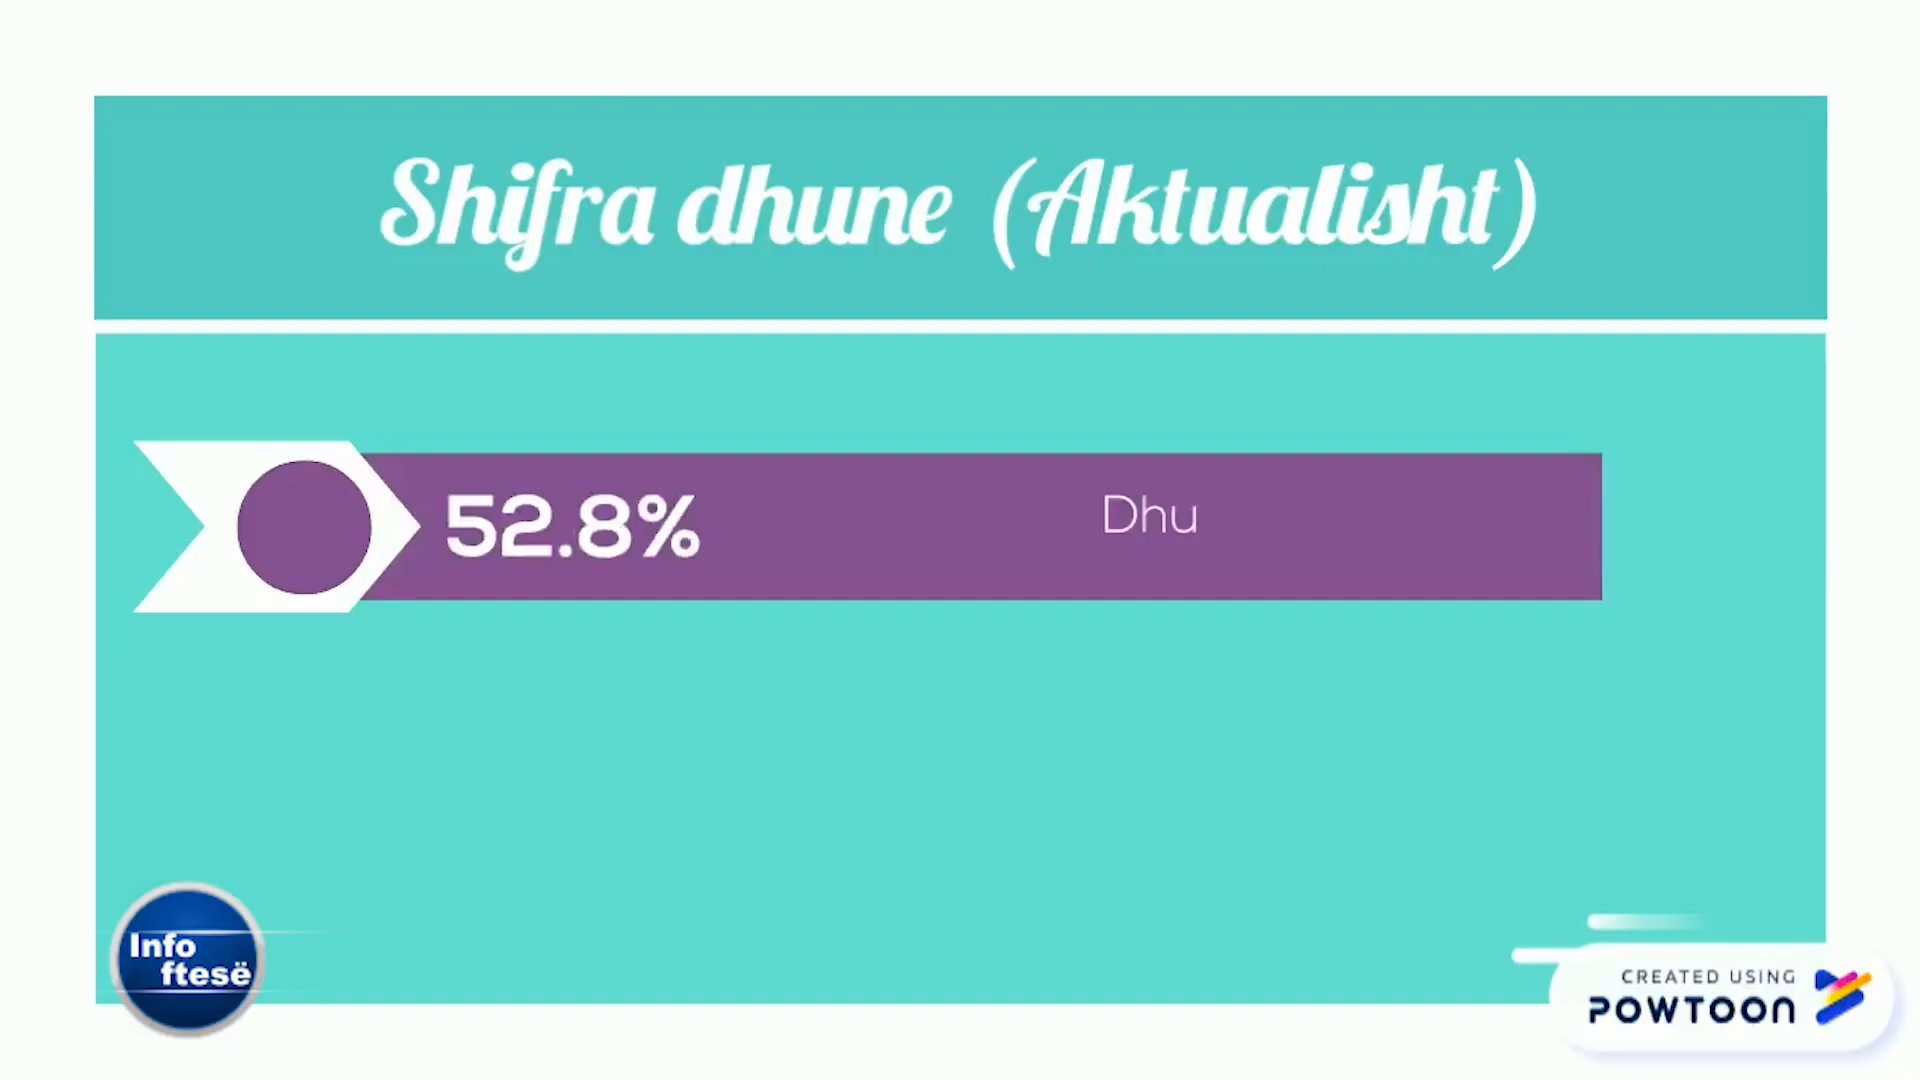 Shifra dhune (Aktualisht)
52.8% Dhu
Info
ftesë
CREATED USING
POWTOON